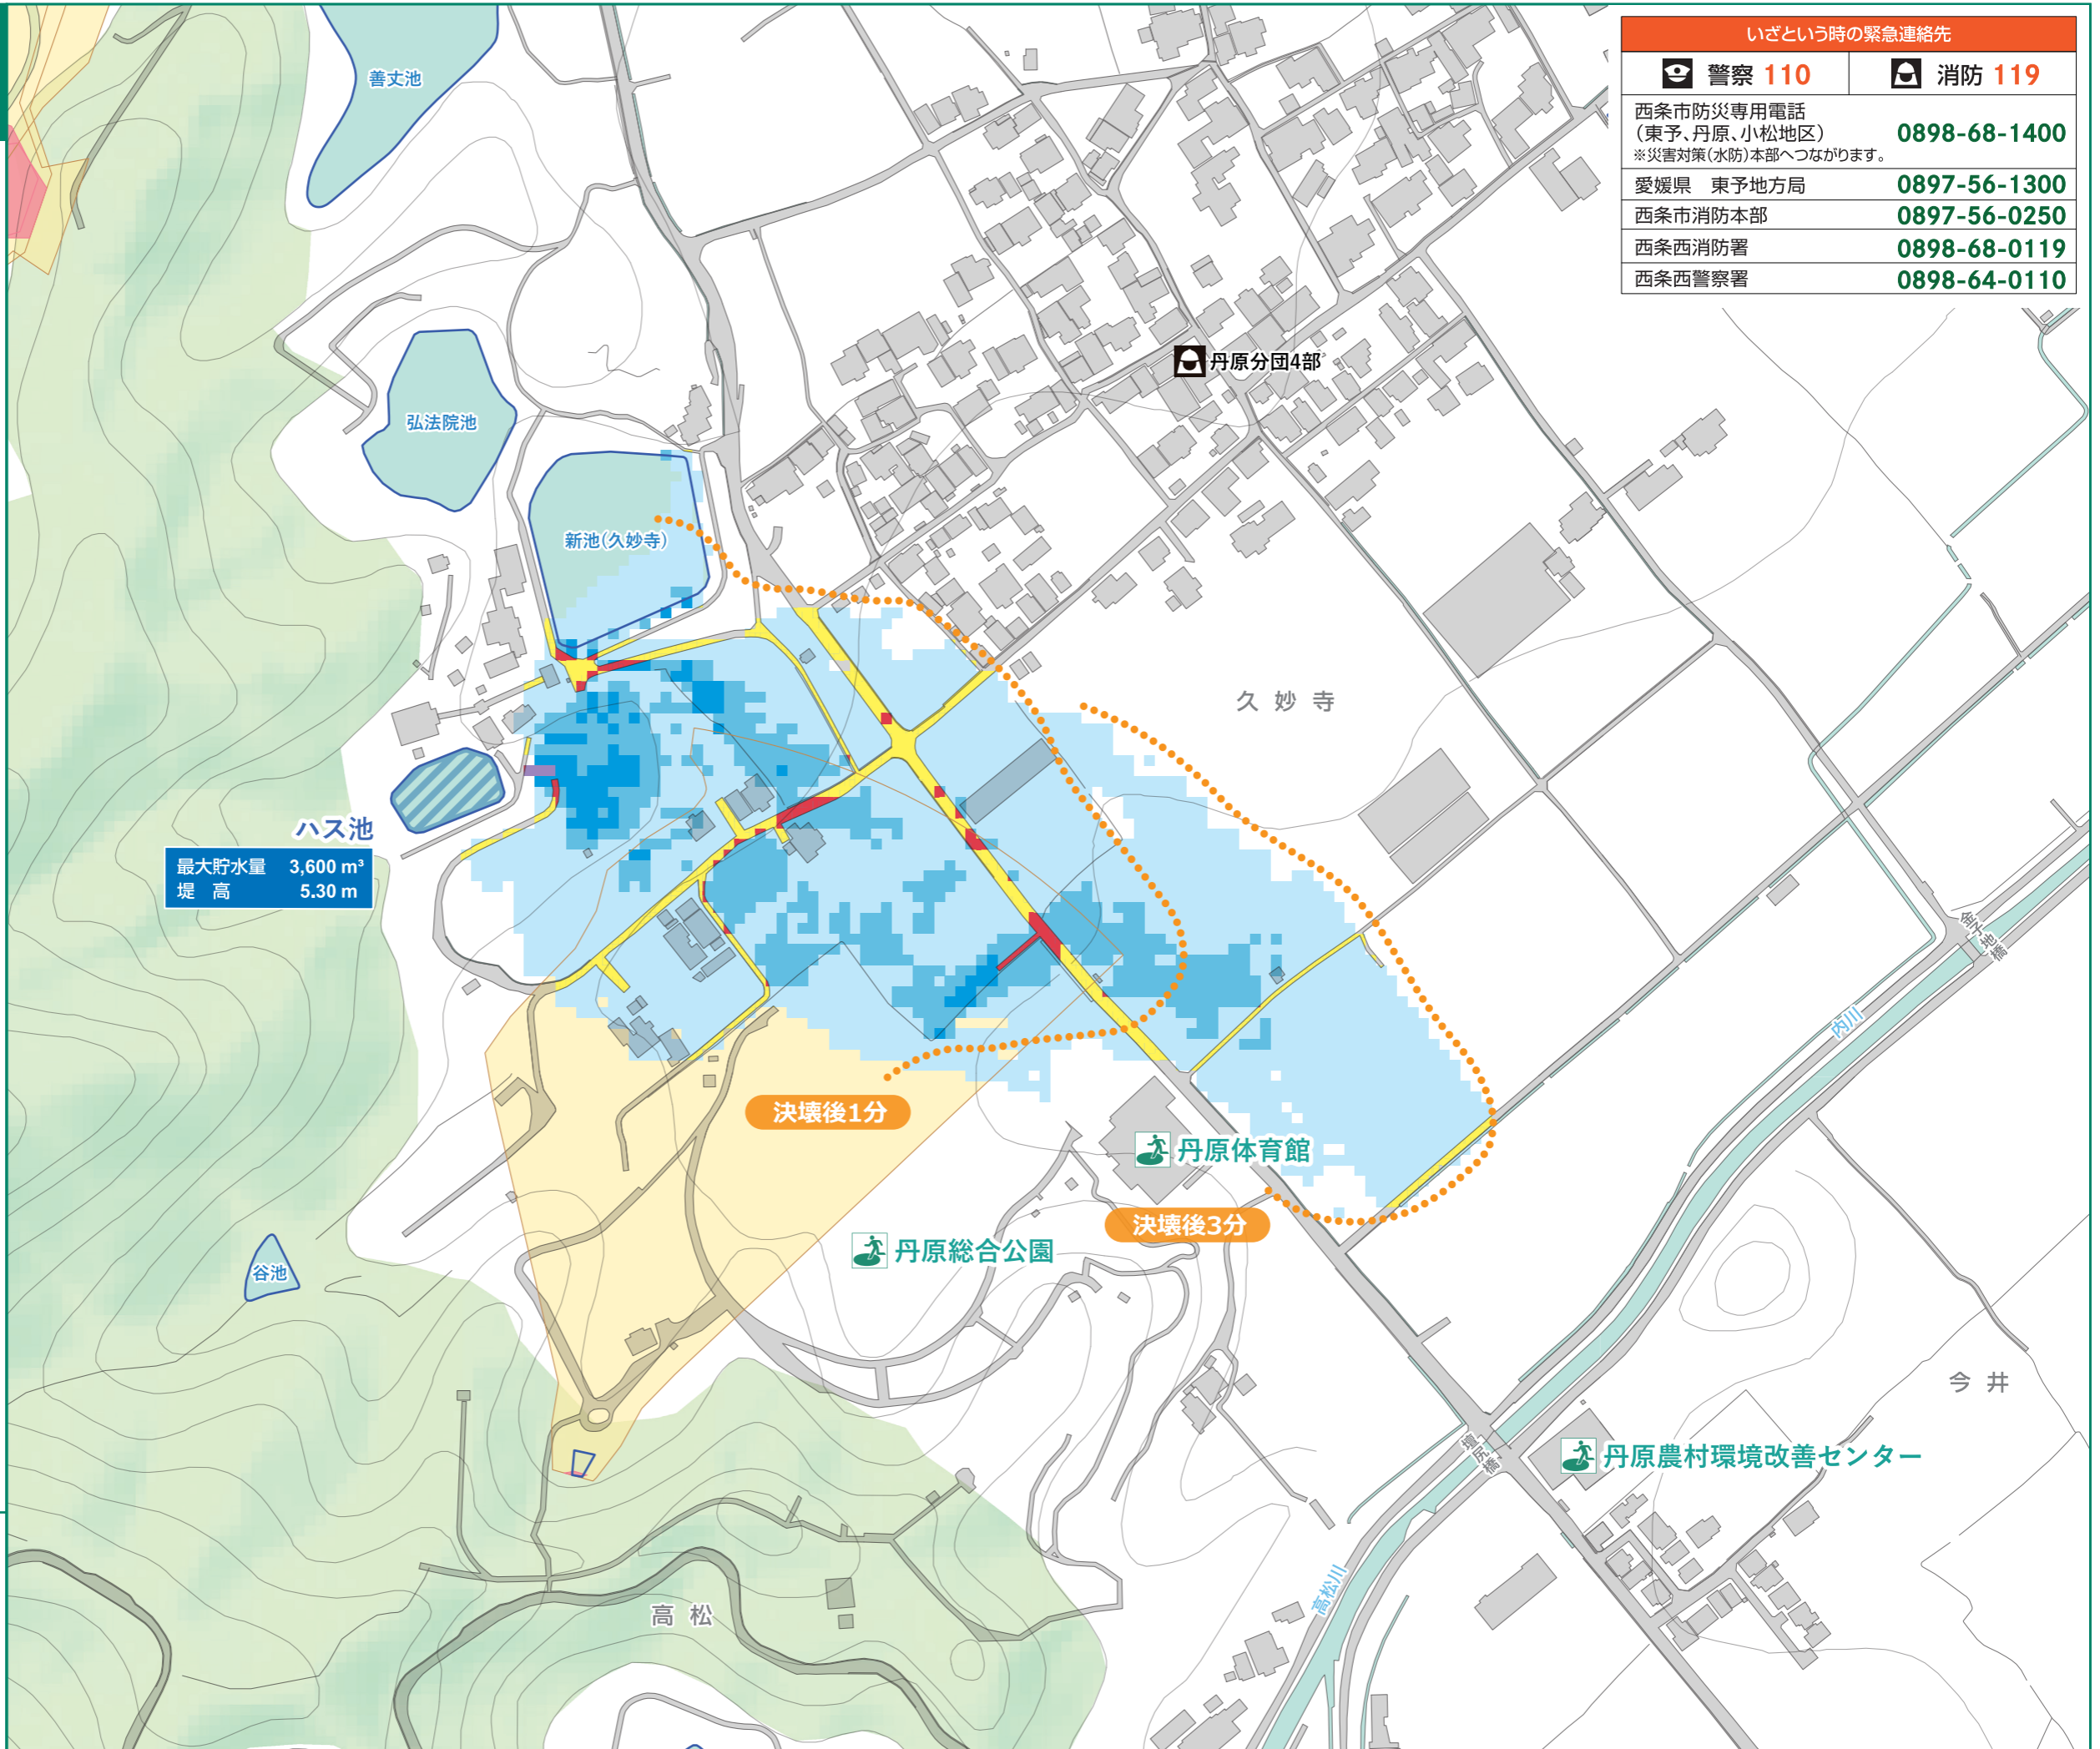 いざという時の緊急連絡先
警察 110
消防 119
西条市防災専用電話
（東予、丹原、小松地区） 0898-68-1400
※災害対策（水防）本部へつながります。
愛媛県　東予地方局 0897-56-1300
西条市消防本部 0897-56-0250
西条西消防署 0898-68-0119
西条西警察署 0898-64-0110
善丈池
丹原分団4部
弘法院池
新池（久妙寺）
久妙寺
ハス池
最大貯水量 3,600 m³
堤　高 5.30 m
金子地橋
内川
決壊後1分
丹原体育館
決壊後3分
丹原総合公園
谷池
今井
壇尻橋
丹原農村環境改善センター
高松川
高松